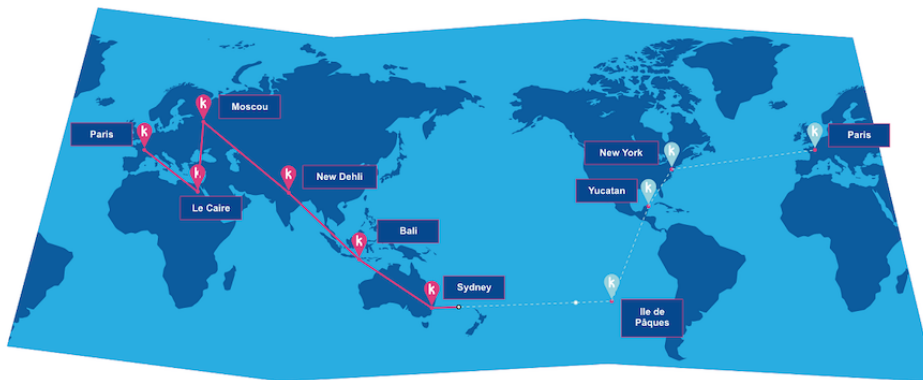 Moscou
k
Paris
k
k
Le Caire
k
New Dehli
k
Bali
k
Sydney
k
Ile de
Pâques
k
Yucatan
k
New York
k
Paris
k